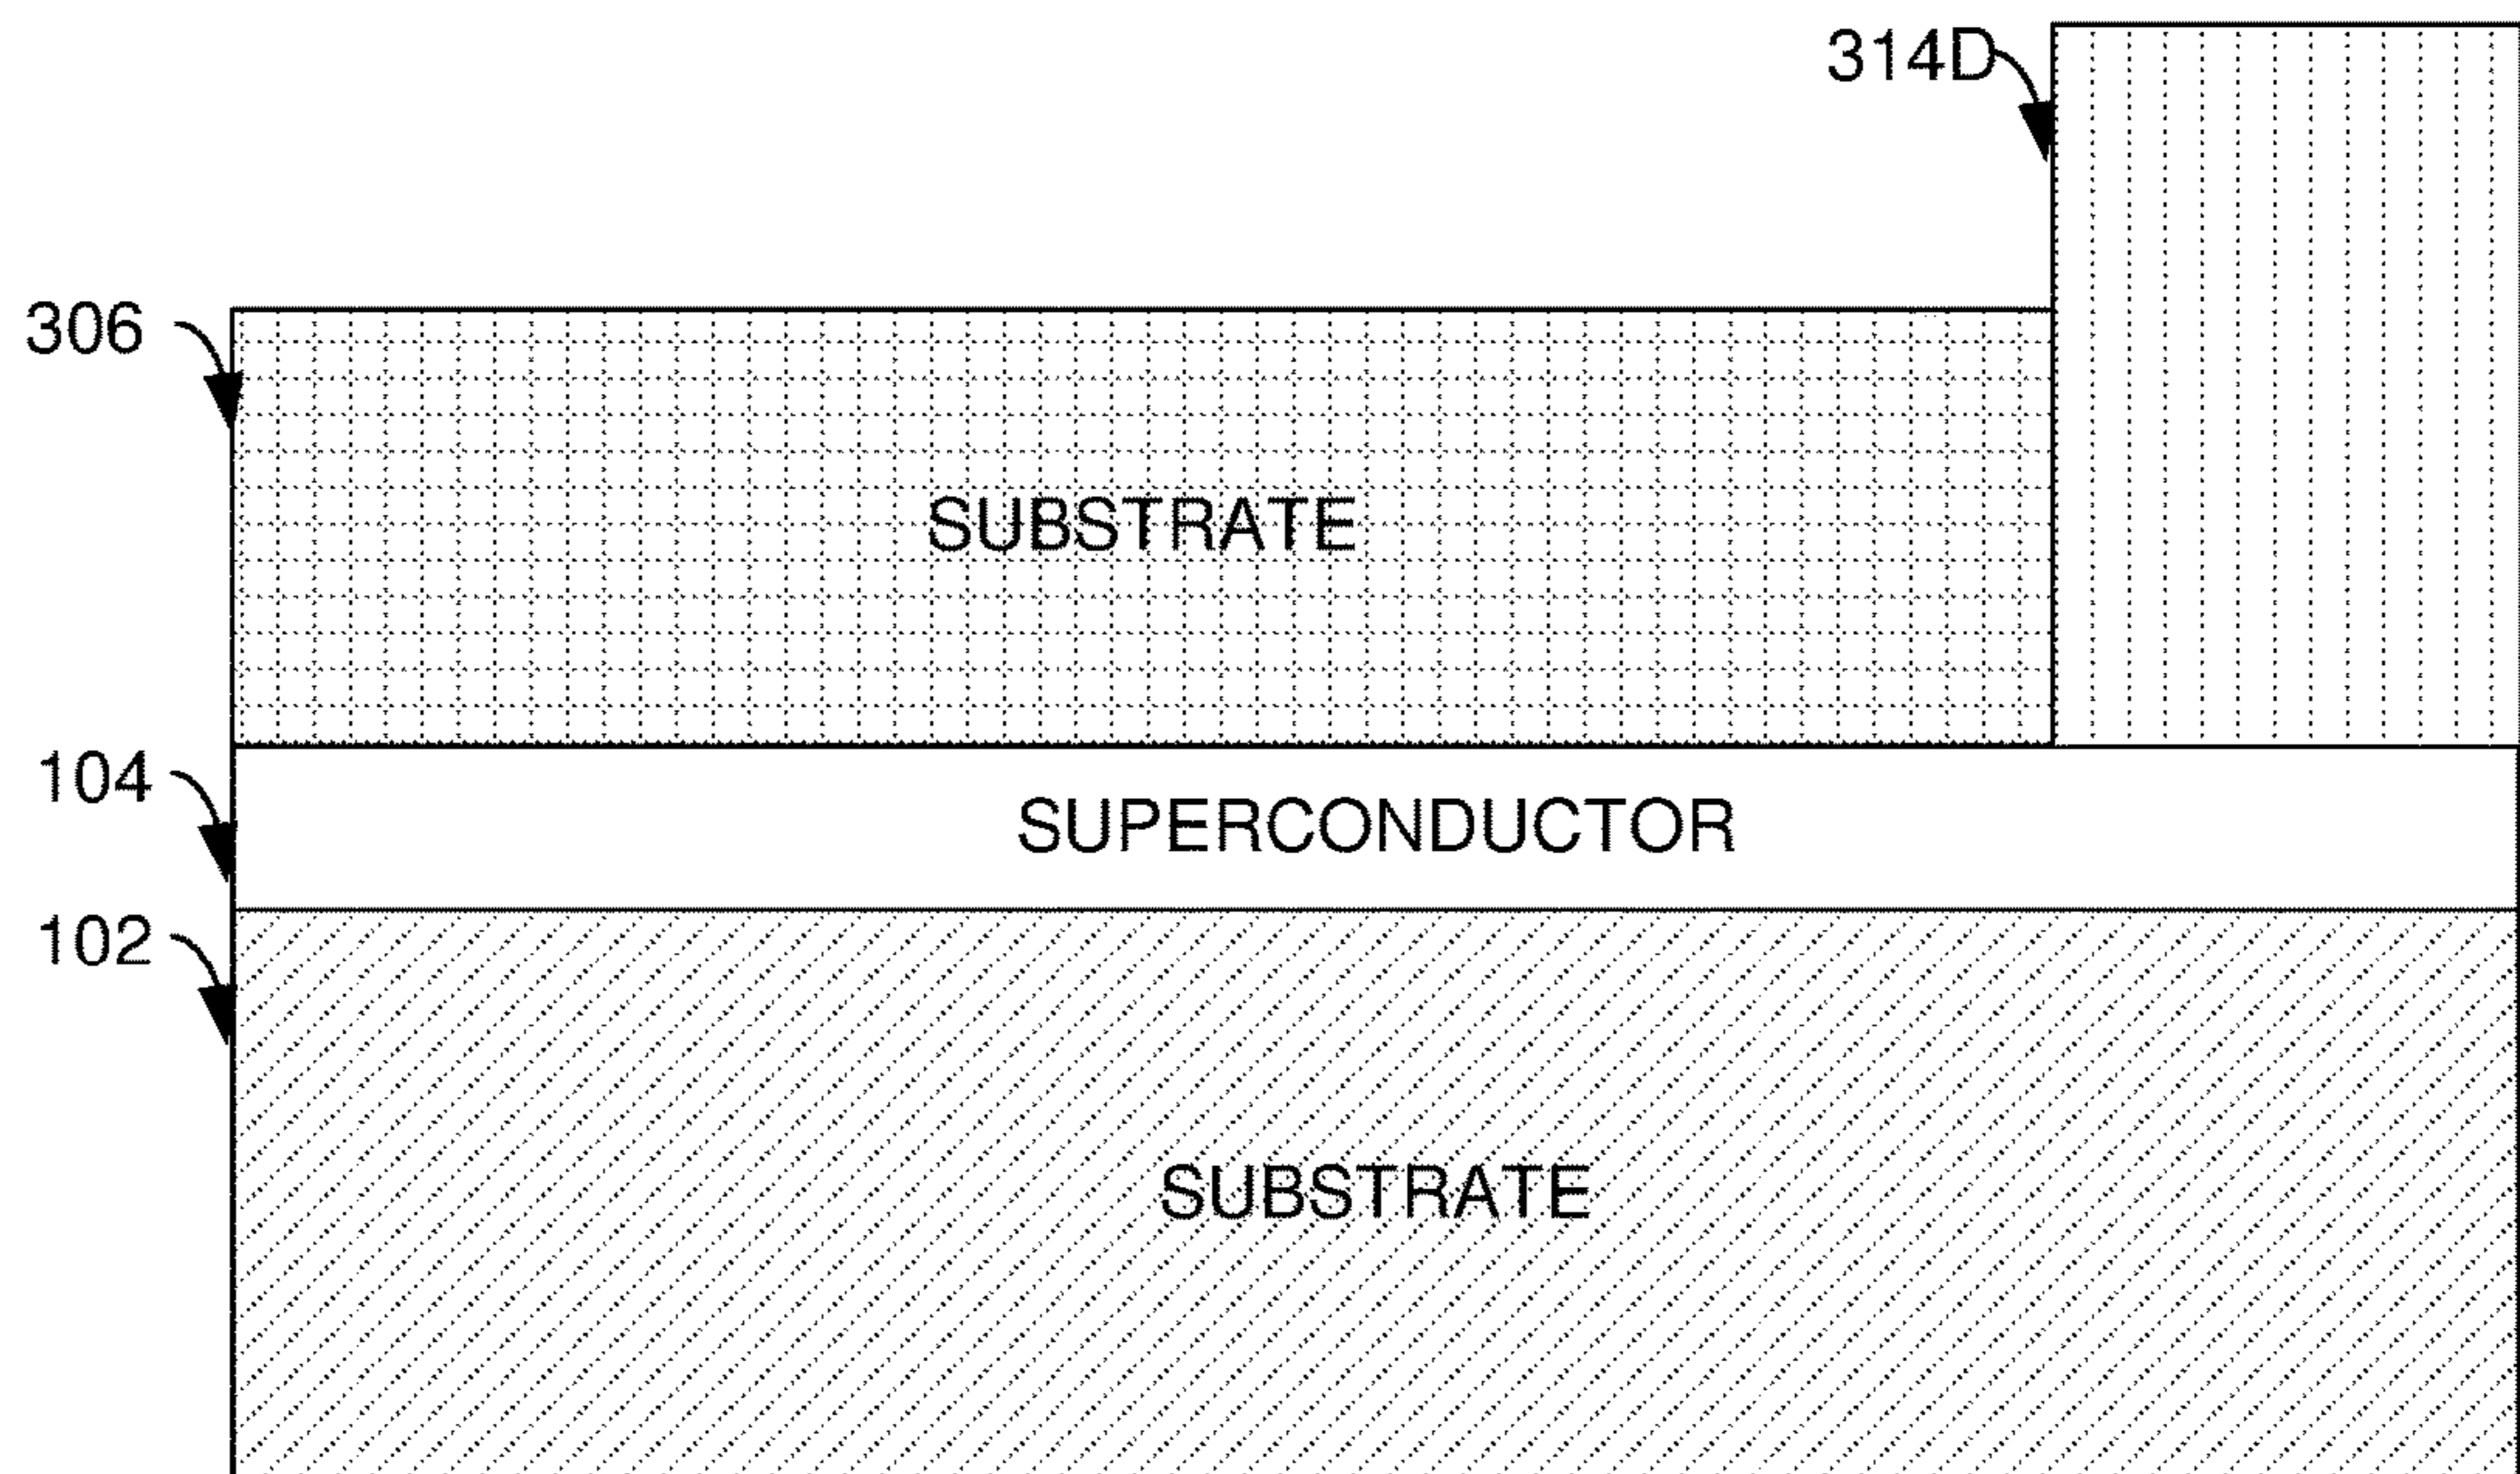 314D
306
SUBSTRATE
104
SUPERCONDUCTOR
102
SUBSTRATE